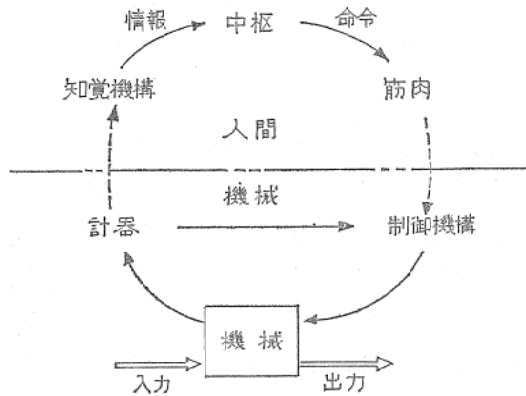 情報
中枢
命令
知覚機構
筋肉
人間
機械
計器
制御機構
機械
入力
出力